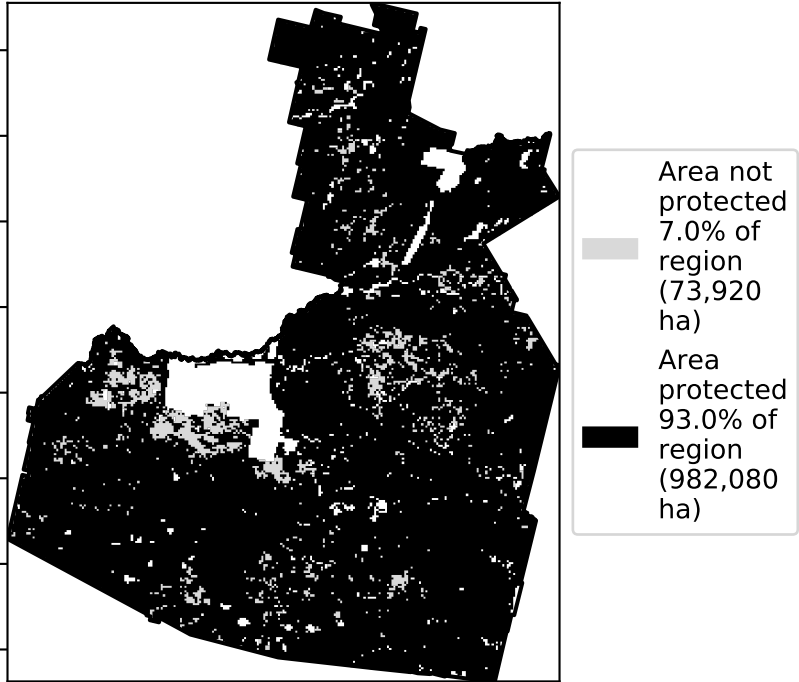 Area not
protected
7.0% of
region
(73,920
ha)
Area
protected
93.0% of
region
(982,080
ha)